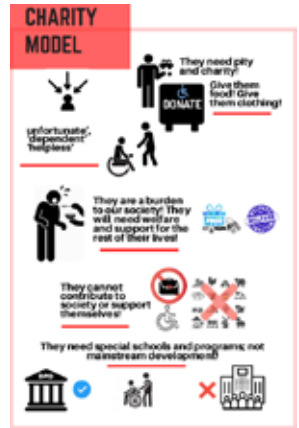 CHARITY
MODEL
They need pity
and charity!
Give them
food! Give
them clothing!
DONATE
unfortunate',
'dependent'
'helpless'
They are a burden
to our society! They
will need welfare
and support for the
rest of their lives!
They cannot
contribute to
society or support
themselves!
They need special schools and programs; not
mainstream development!